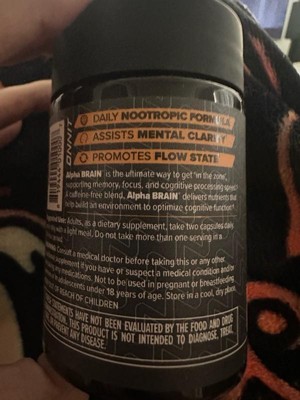 ONNIT
DAILY NOOTROPIC FORMULA
ASSISTS MENTAL CLARITY
PROMOTES FLOW STATE
Alpha BRAIN™ is the ultimate way to get "in the zone,"
supporting memory, focus, and cognitive processing speed.
A caffeine-free blend, Alpha BRAIN™ delivers nutrients that
help build an environment to optimize cognitive function.
Adults, as a dietary supplement, take two capsules daily
with a light meal. Do not take more than one serving in a
Consult a medical doctor before taking this or any other
supplement if you have or suspect a medical condition and/or
any medications. Not to be used in pregnant or breastfeeding
or adolescents under 18 years of age. Store in a cool, dry place.
OF REACH OF CHILDREN.
STATEMENTS HAVE NOT BEEN EVALUATED BY THE FOOD AND DRUG
THIS PRODUCT IS NOT INTENDED TO DIAGNOSE, TREAT,
PREVENT ANY DISEASE.